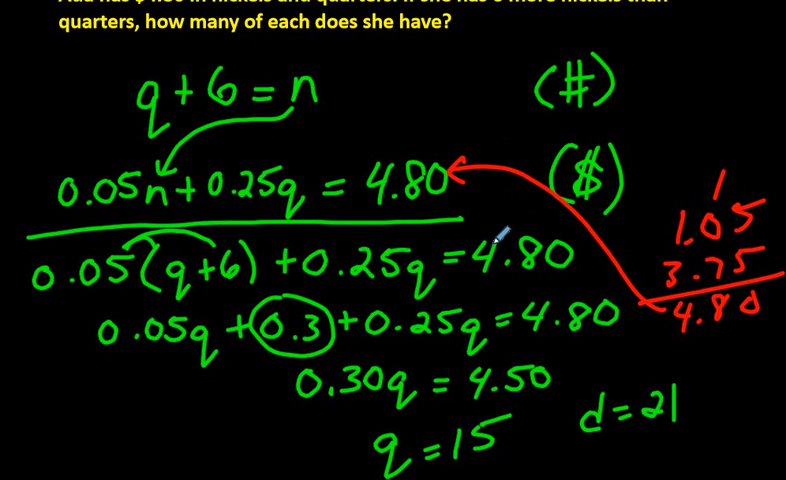 quarters, how many of each does she have?
q + 6 = n (#)
0.05n + 0.25q = 4.80 ($)
1
1.05
3.75
4.80
0.05(q+6) + 0.25q = 4.80
0.05q + 0.3 + 0.25q = 4.80
0.30q = 4.50
q = 15 d = 21